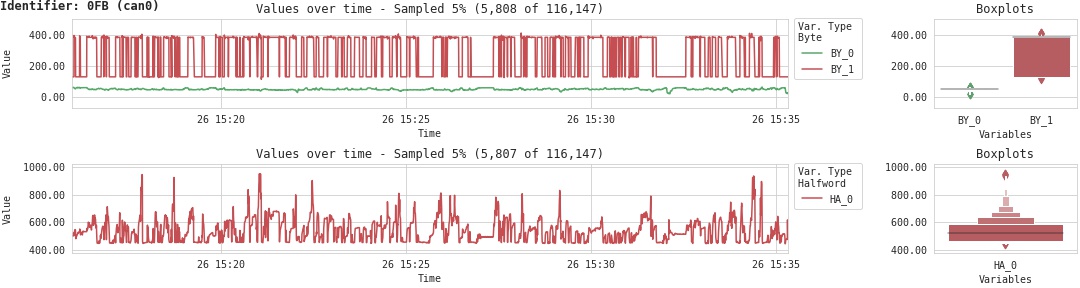 Identifier: 0FB (can0)
Values over time - Sampled 5% (5,808 of 116,147)
Boxplots
Value
400.00
200.00
0.00
26 15:20
26 15:25
26 15:30
26 15:35
Time
Var. Type
Byte
BY_0
BY_1
400.00
200.00
0.00
BY_0
BY_1
Variables
Values over time - Sampled 5% (5,807 of 116,147)
Boxplots
Value
1000.00
800.00
600.00
400.00
26 15:20
26 15:25
26 15:30
26 15:35
Time
Var. Type
Halfword
HA_0
1000.00
800.00
600.00
400.00
HA_0
Variables